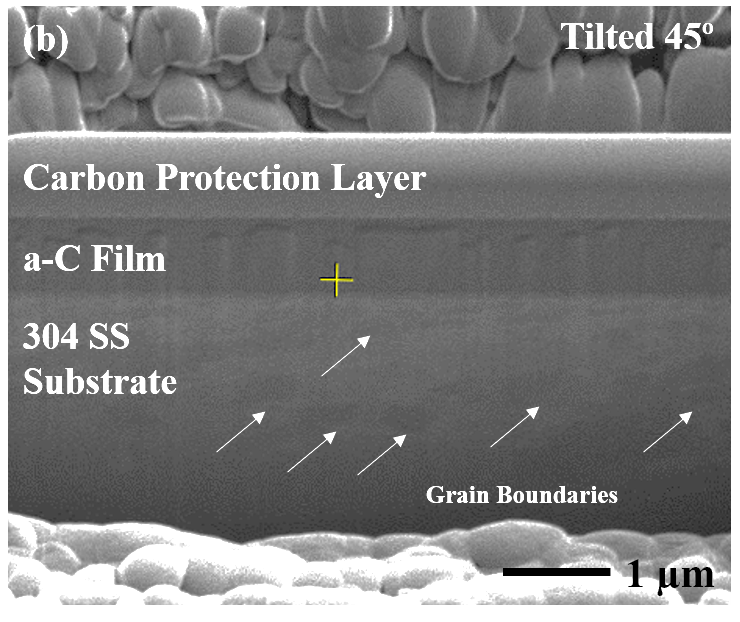 (b)
Tilted 45º
Carbon Protection Layer
a-C Film
304 SS
Substrate
Grain Boundaries
1 μm